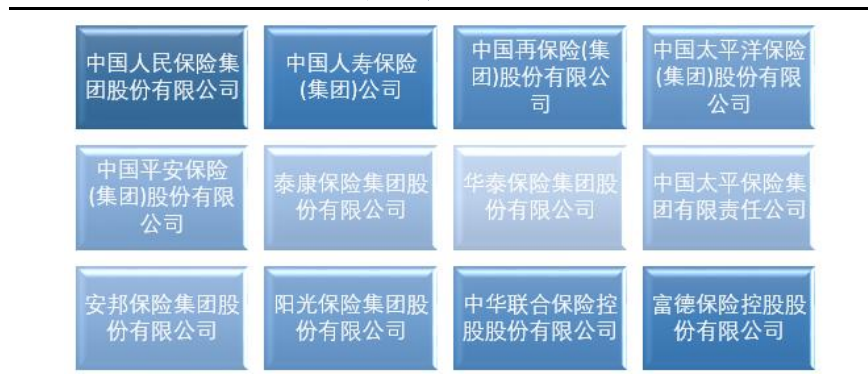 中国人民保险集
团股份有限公司
中国人寿保险
(集团)公司
中国再保险(集
团)股份有限公
司
中国太平洋保险
(集团)股份有限
公司
中国平安保险
(集团)股份有限
公司
泰康保险集团股
份有限公司
华泰保险集团股
份有限公司
中国太平保险集
团有限责任公司
安邦保险集团股
份有限公司
阳光保险集团股
份有限公司
中华联合保险控
股股份有限公司
富德保险控股股
份有限公司